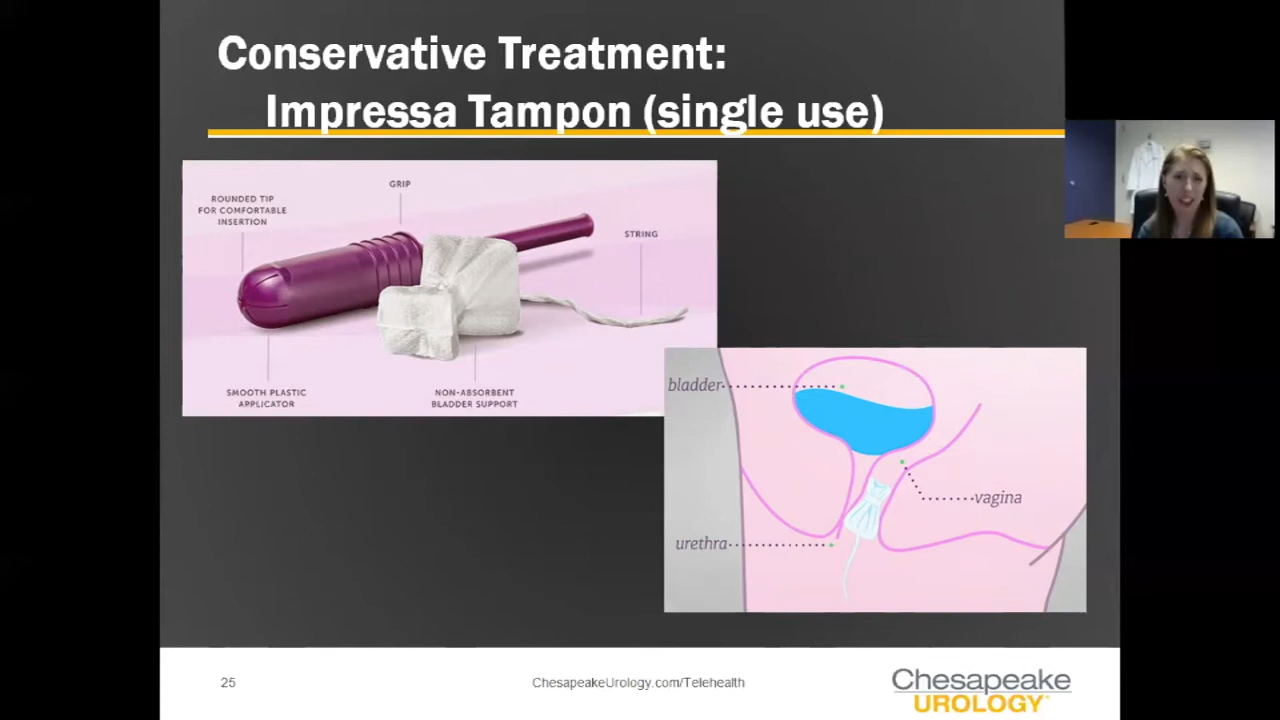 Conservative Treatment:
Impressa Tampon (single use)
GRIP
ROUNDED TIP
FOR COMFORTABLE
INSERTION
STRING
SMOOTH PLASTIC
APPLICATOR
NON-ABSORBENT
BLADDER SUPPORT
bladder
vagina
urethra
25
ChesapeakeUrology.com/Telehealth
Chesapeake
UROLOGY